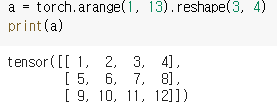 a = torch.arange(1, 13).reshape(3, 4)
print(a)
tensor([[ 1,  2,  3,  4],
        [ 5,  6,  7,  8],
        [ 9, 10, 11, 12]])